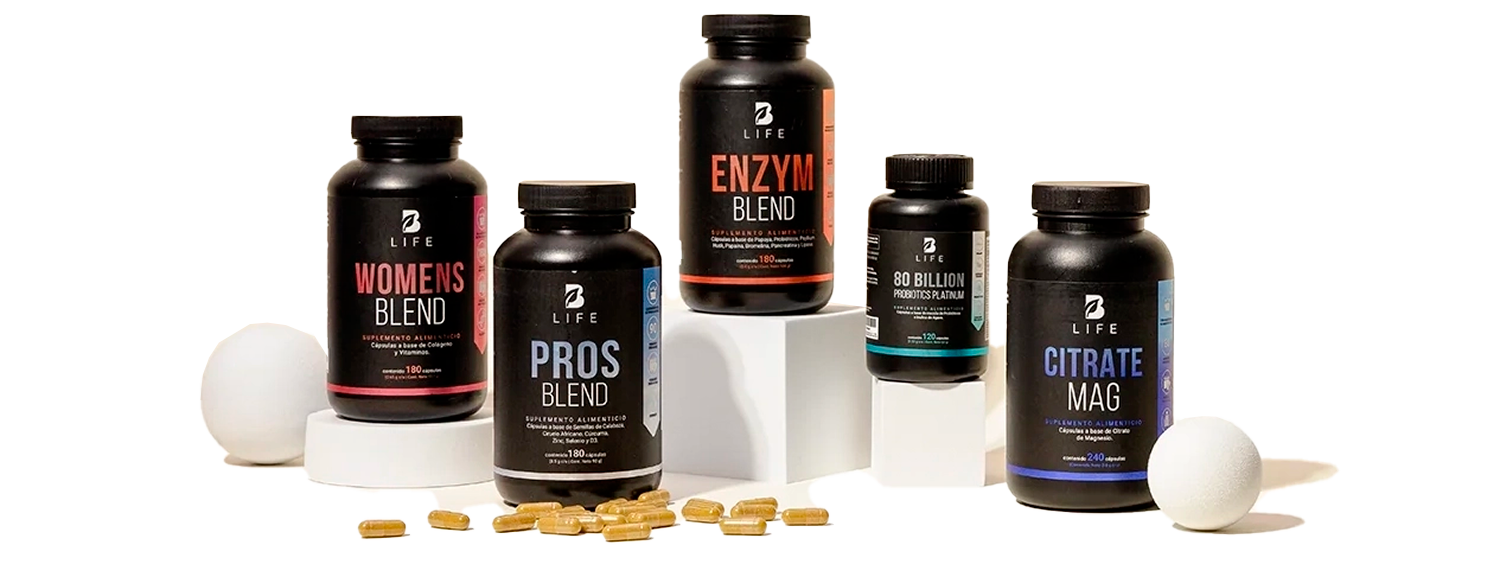 B
LIFE
WOMENS
BLEND
SUPLEMENTO ALIMENTICIO
Cápsulas a base de Colágeno
y Vitaminas.
contenido 180 cápsulas
B
LIFE
PROS
BLEND
SUPLEMENTO ALIMENTICIO
Cápsulas a base de Semillas de Calabaza,
Ciruelo Africano, Cúrcuma,
Zinc, Selenio y D3.
contenido 180 cápsulas
B
LIFE
ENZYM
BLEND
SUPLEMENTO ALIMENTICIO
Cápsulas a base de Papaya, Probióticos, Psyllium
Husk, Papaína, Bromelina, Pancreatina y Lipasa
contenido 180 cápsulas
B
LIFE
80 BILLION
PROBIOTICS PLATINUM
SUPLEMENTO ALIMENTICIO
contenido 120 cápsulas
B
LIFE
CITRATE
MAG
SUPLEMENTO ALIMENTICIO
Cápsulas a base de Citrato
de Magnesio.
contenido 240 cápsulas